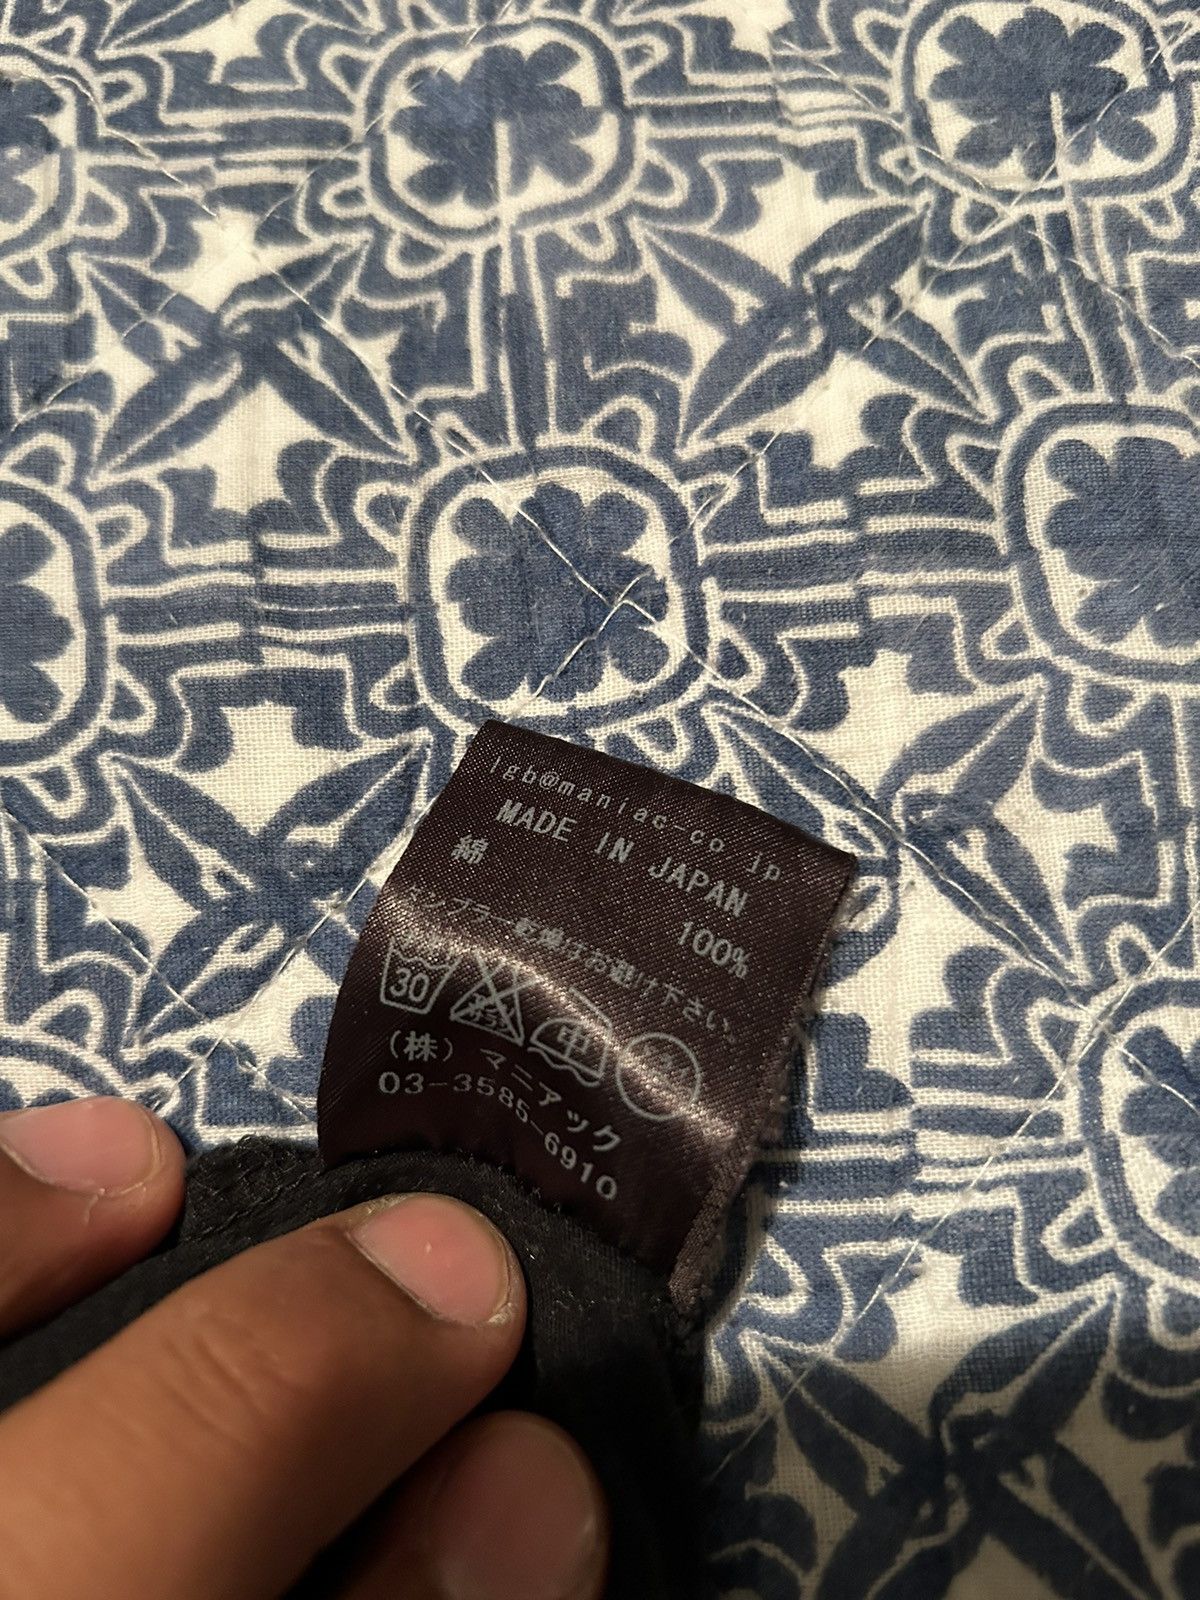 lgb@maniac-co.jp
MADE IN JAPAN
綿 100%
タンブラー乾燥はお避け下さい。
30 中
(株) マニアック
03-3585-6910